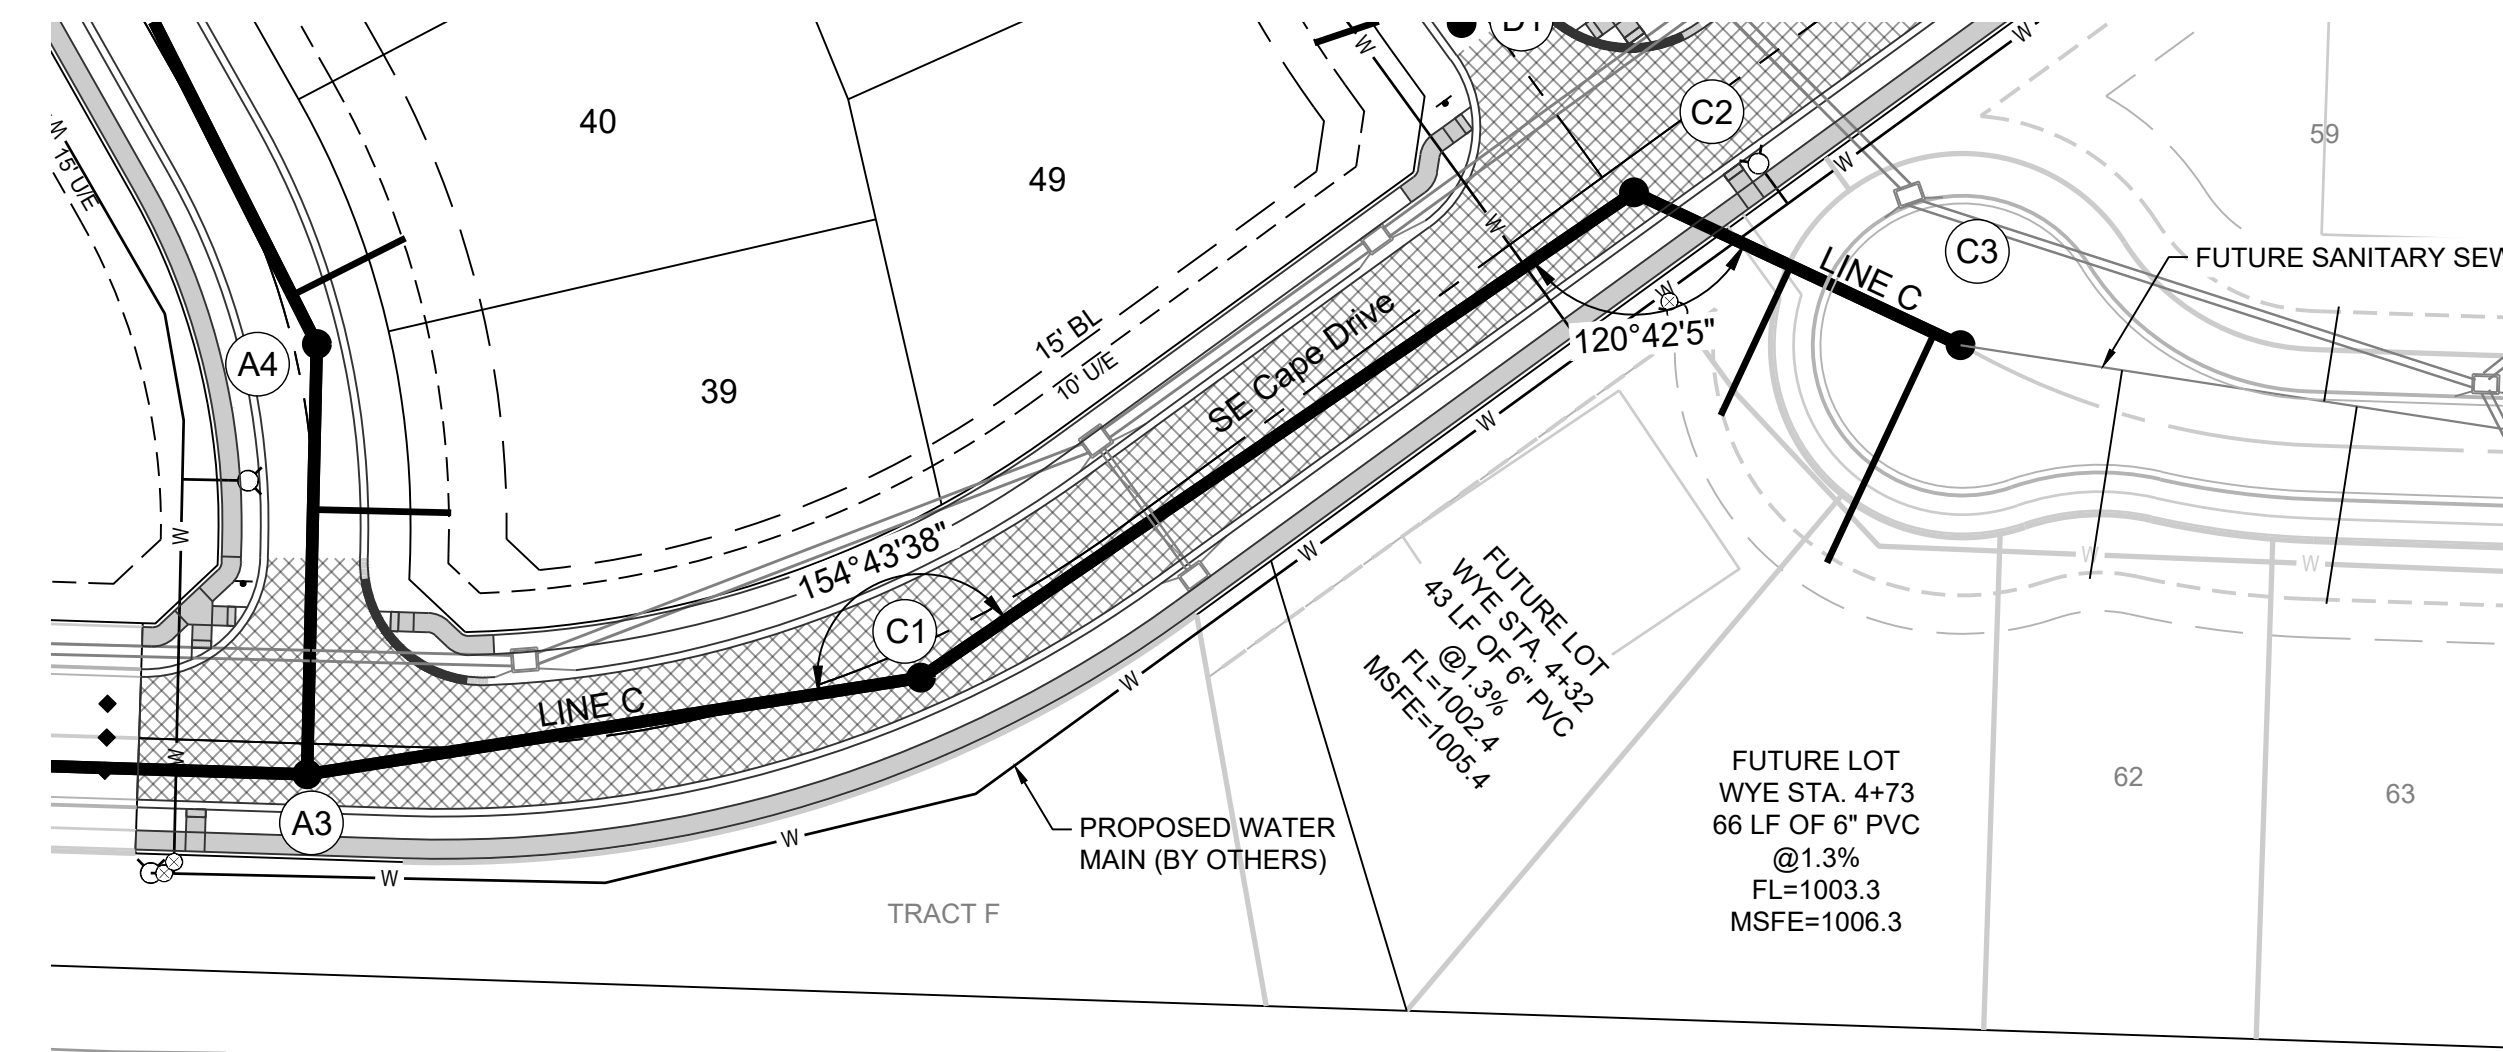 D1
C2
40
49
59
W
W
W
15' U/E
W
C3
FUTURE SANITARY SEW
LINE C
W
W
A4
39
15' BL
10' U/E
SE Cape Drive
120°42'5"
W
W
154°43'38"
W
W
W
C1
FUTURE LOT
WYE STA. 4+32
43 LF OF 6" PVC
@1.3%
FL=1002.4
MSFE=1005.4
LINE C
W
W
A3
W
W
PROPOSED WATER
MAIN (BY OTHERS)
FUTURE LOT
WYE STA. 4+73
66 LF OF 6" PVC
@1.3%
FL=1003.3
MSFE=1006.3
62
63
TRACT F